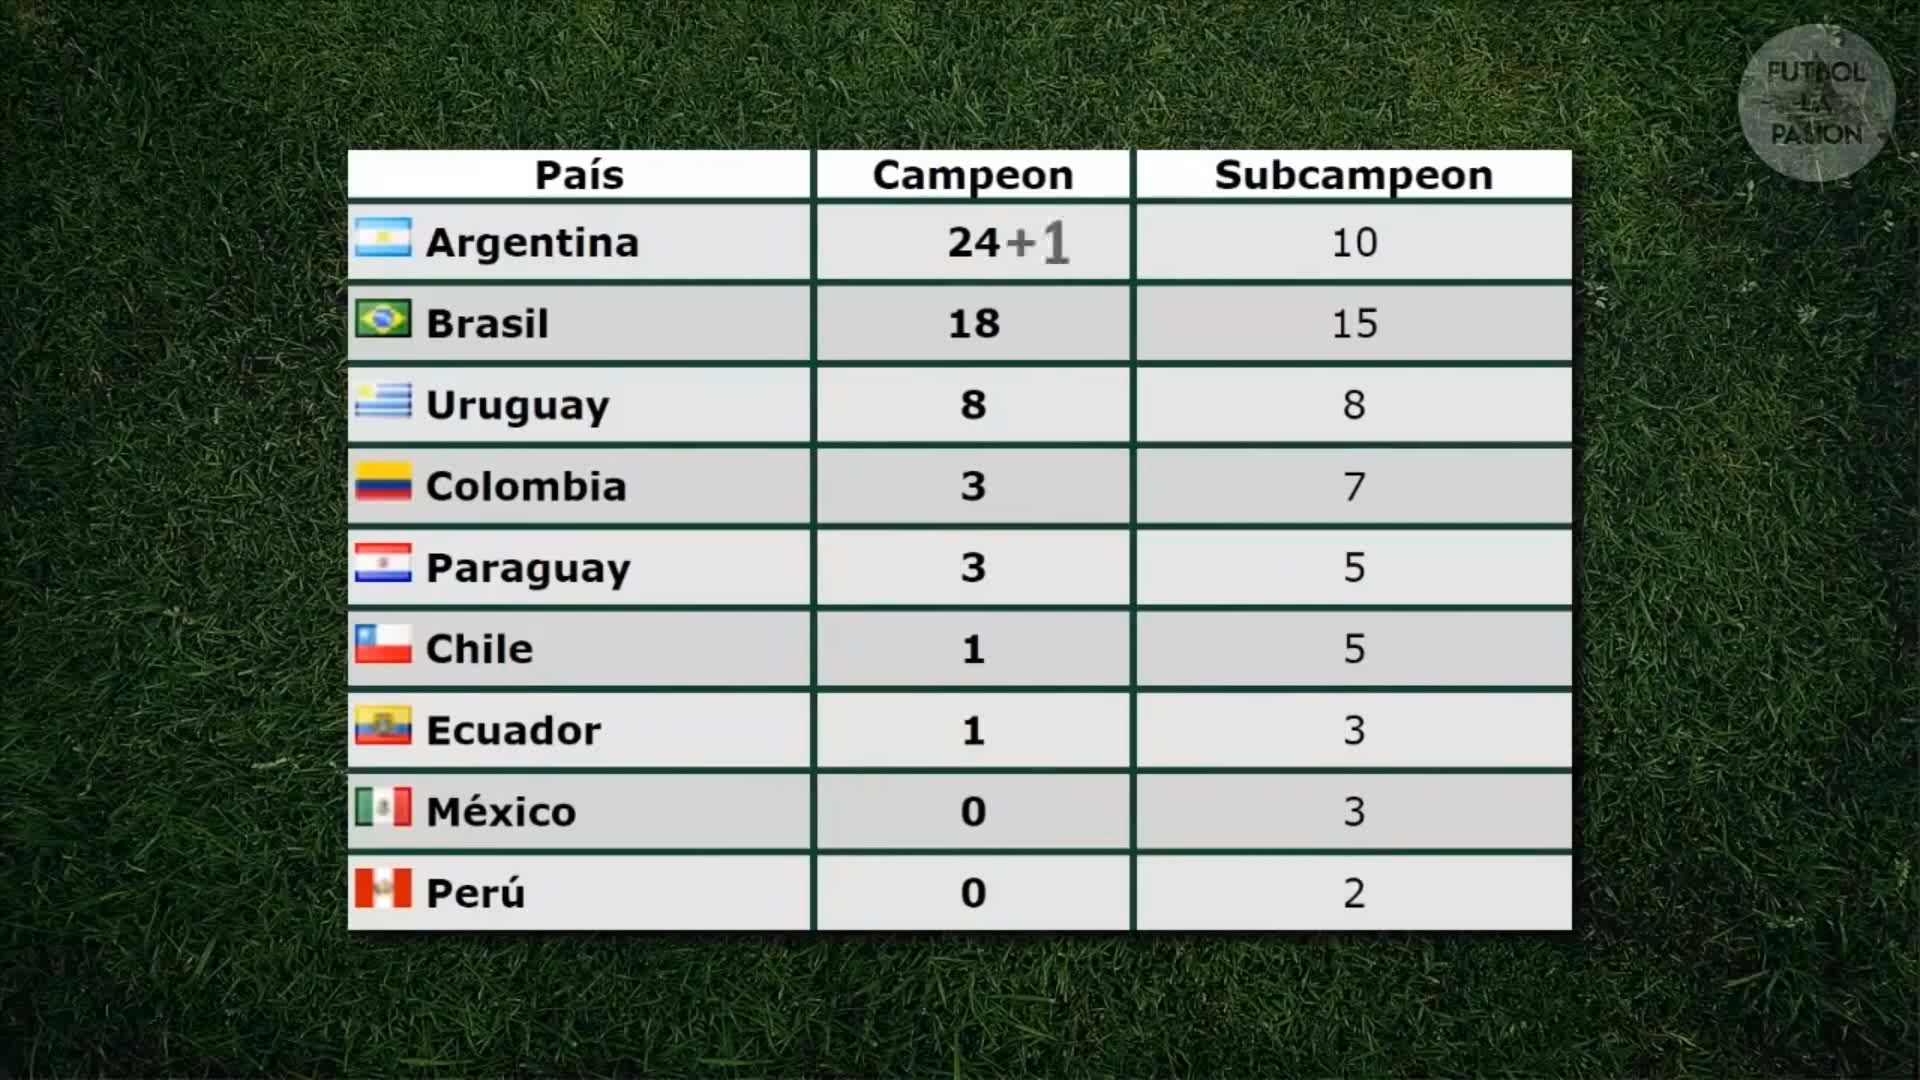 FUTBOL
LA
PASION
País Campeon Subcampeon
Argentina 24 +1 10
Brasil 18 15
Uruguay 8 8
Colombia 3 7
Paraguay 3 5
Chile 1 5
Ecuador 1 3
México 0 3
Perú 0 2